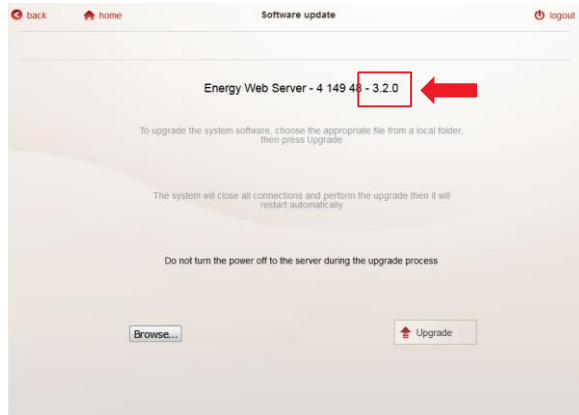 back home Software update logout
Energy Web Server - 4 149 48 - 3.2.0
To upgrade the system software, choose the appropriate file from a local folder,
then press Upgrade
The system will close all connections and perform the upgrade then it will
restart automatically
Do not turn the power off to the server during the upgrade process
Browse... Upgrade